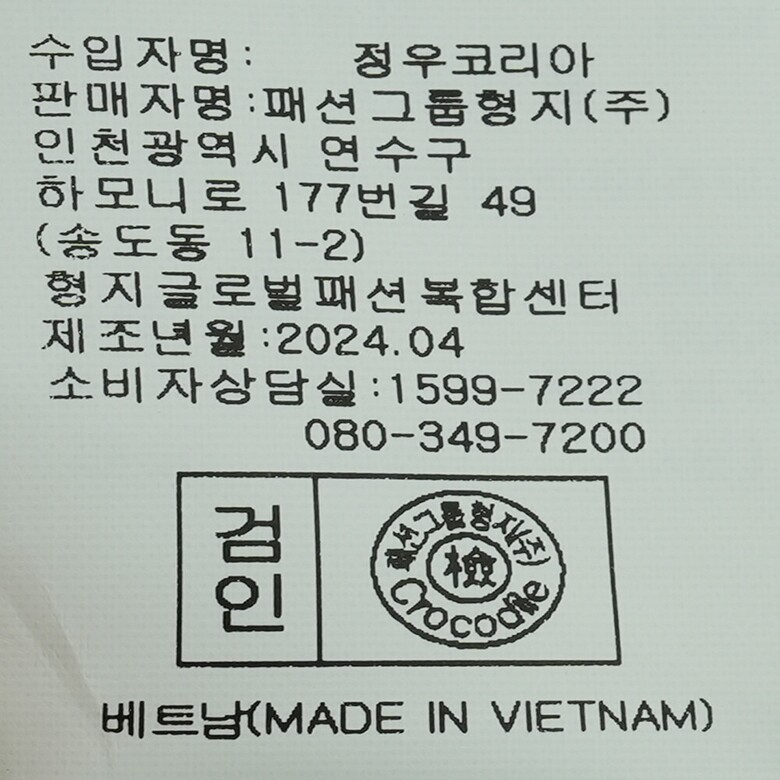 수입자명: 정우코리아
판매자명:패션그룹형지(주)
인천광역시 연수구
하모니로 177번길 49
(송도동 11-2)
형지글로벌패션복합센터
제조년월:2024.04
소비자상담실:1599-7222
080-349-7200
검인
패션그룹형지(주)
檢
Crocodile
베트남(MADE IN VIETNAM)